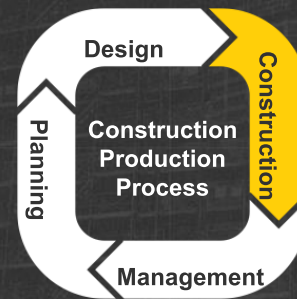 Design
Construction
Construction
Production
Process
Planning
Management